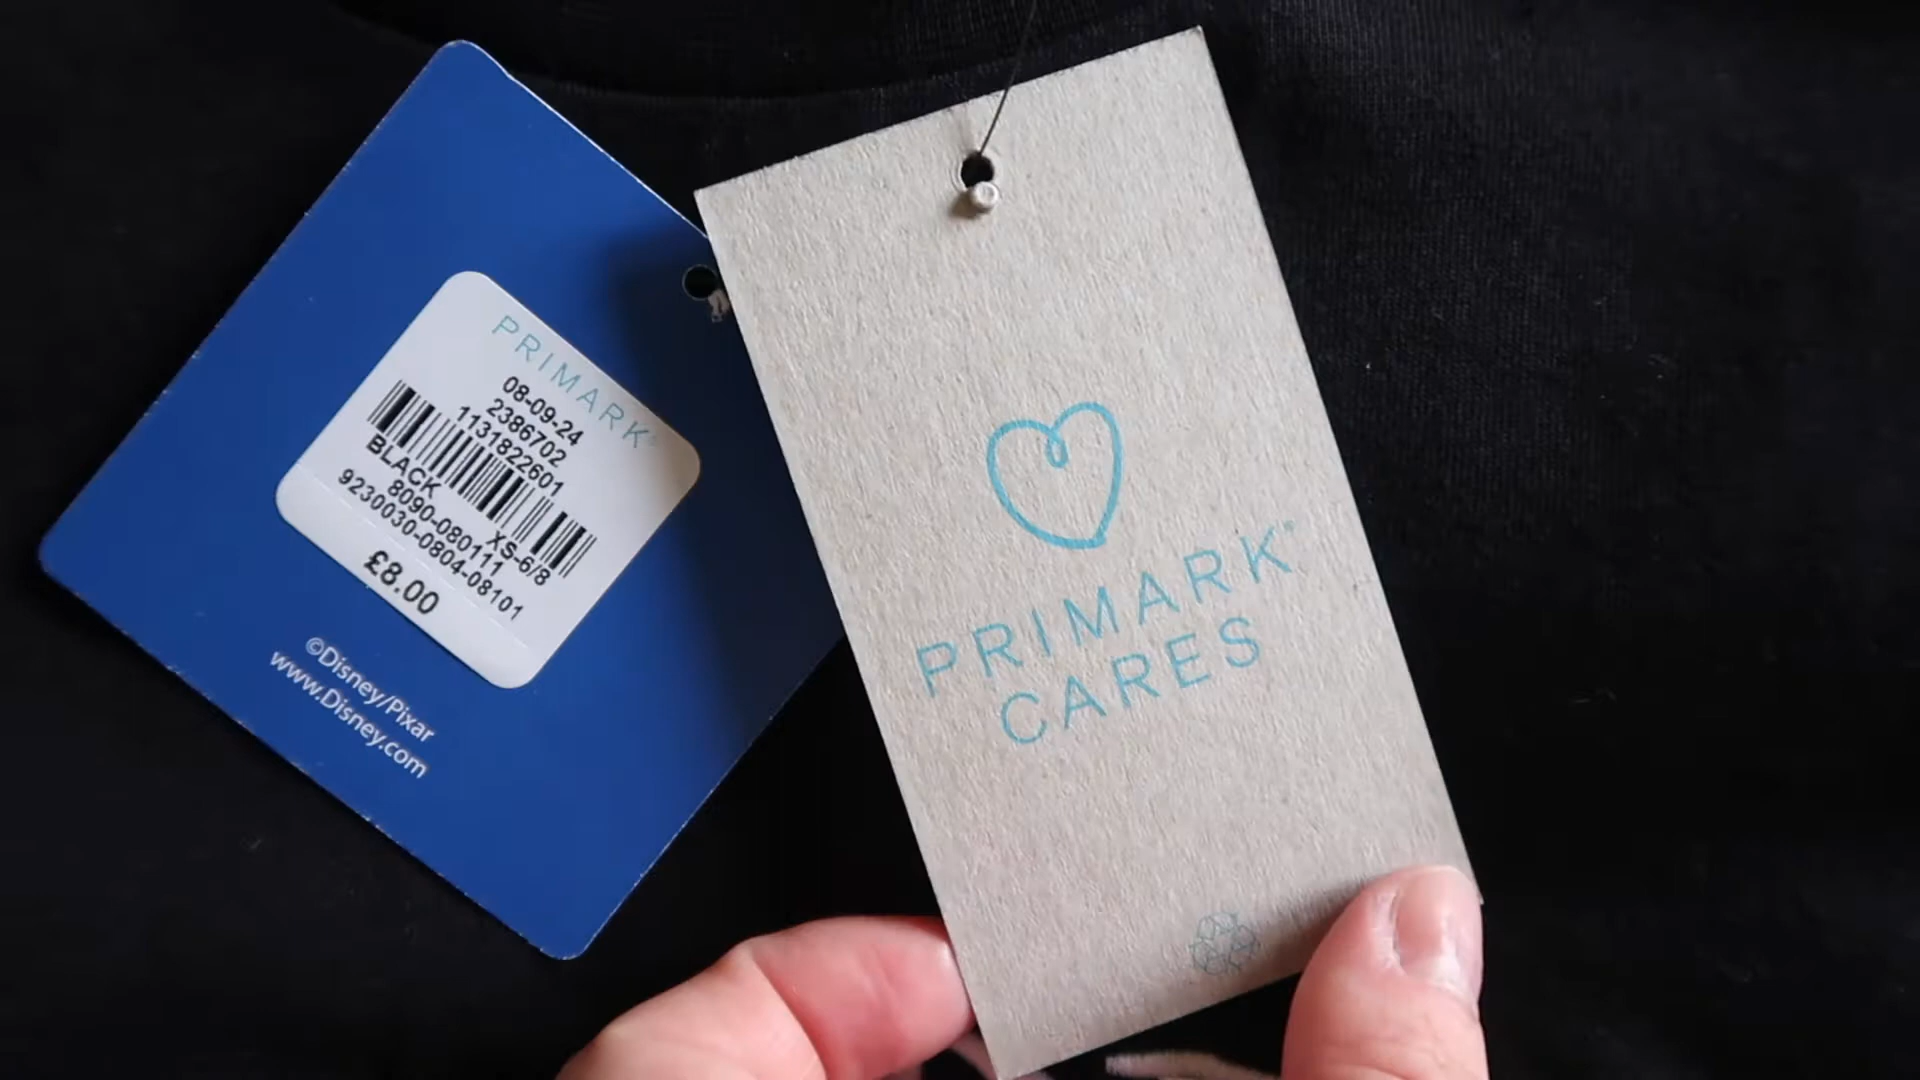 PRIMARK®
08-09-24
2386702
1131822601
BLACK XS-6/8
8090-080111
9230030-0804-08101
£8.00
©Disney/Pixar
www.Disney.com
PRIMARK®
CARES